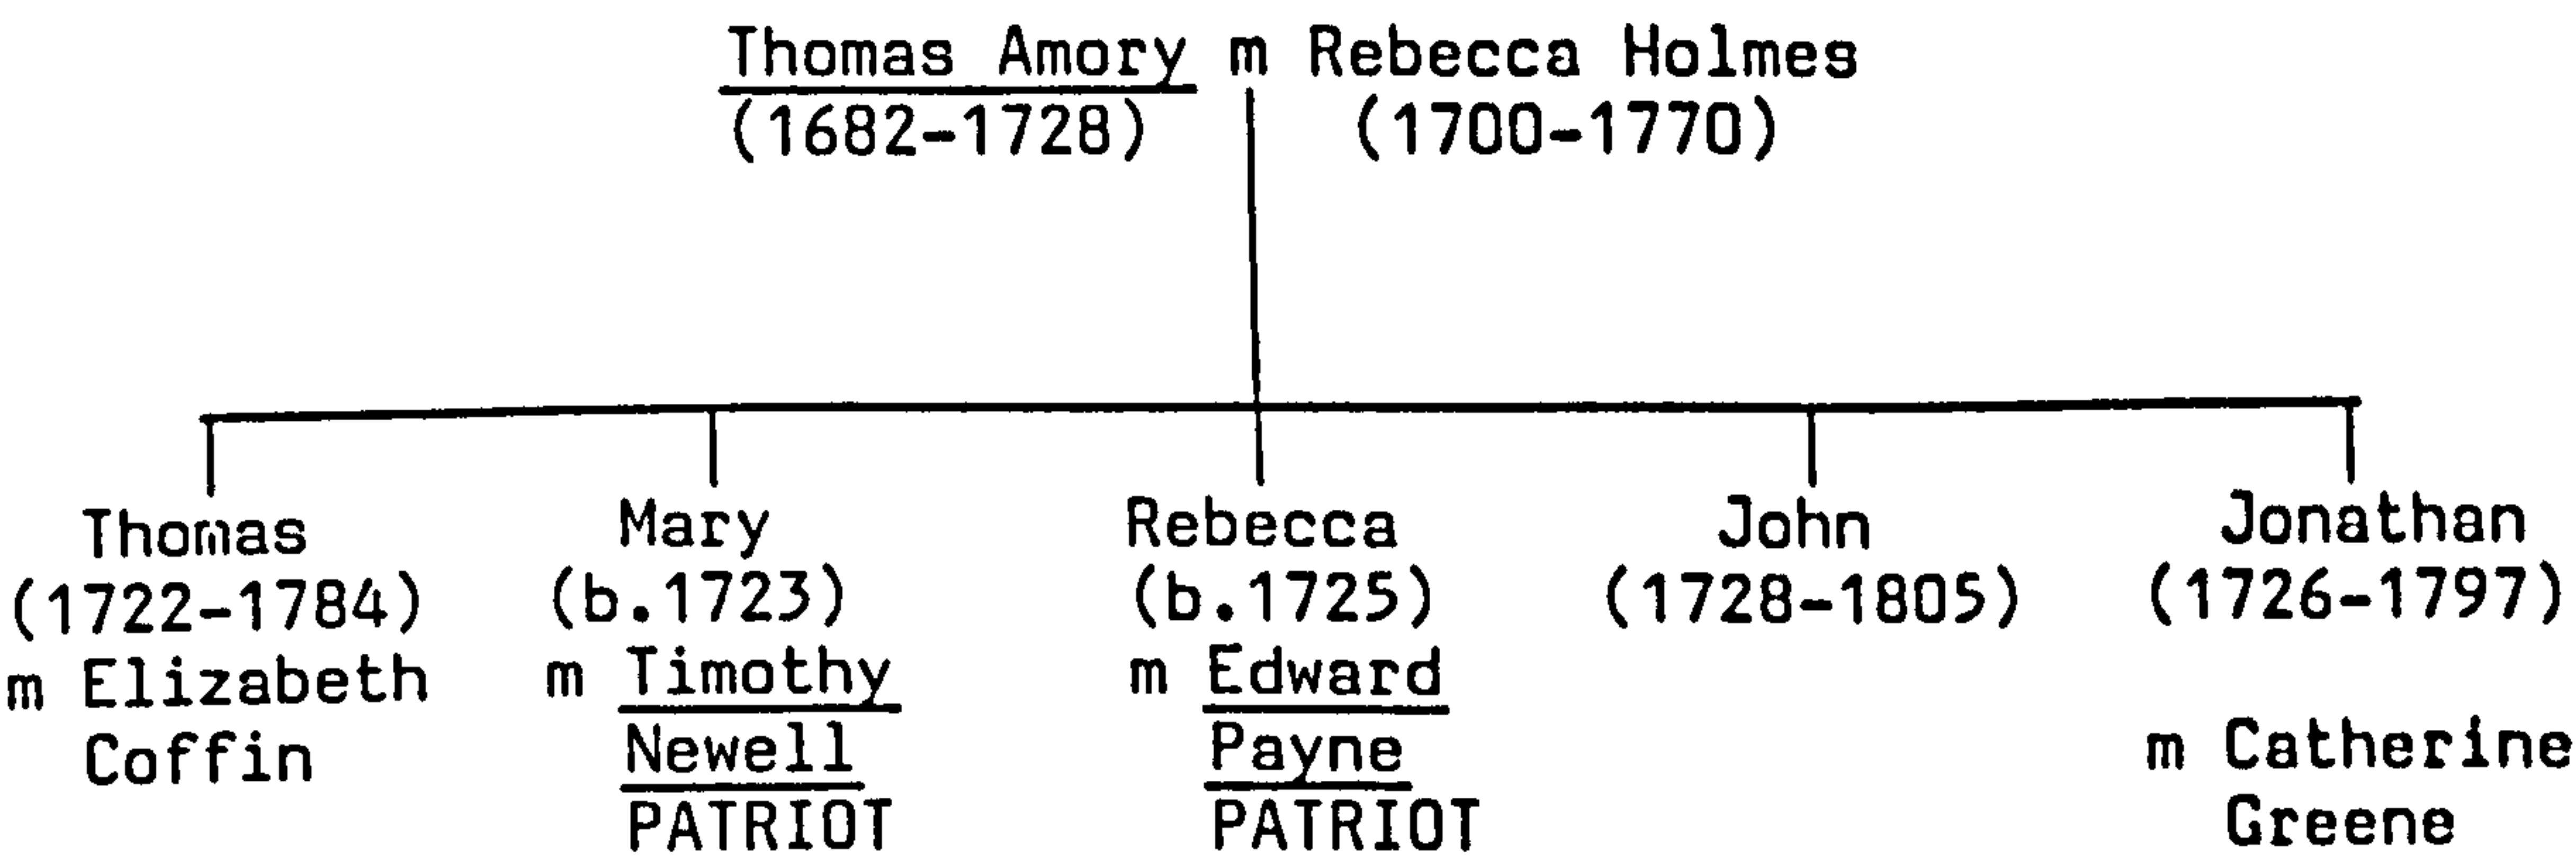 Thomas Amory m Rebecca Holmes
(1682-1728) (1700-1770)
Thomas Mary Rebecca John Jonathan
(1722-1784) (b.1723) (b.1725) (1728-1805) (1726-1797)
m Elizabeth m Timothy m Edward
Coffin Newell Payne m Catherine
PATRIOT PATRIOT Greene